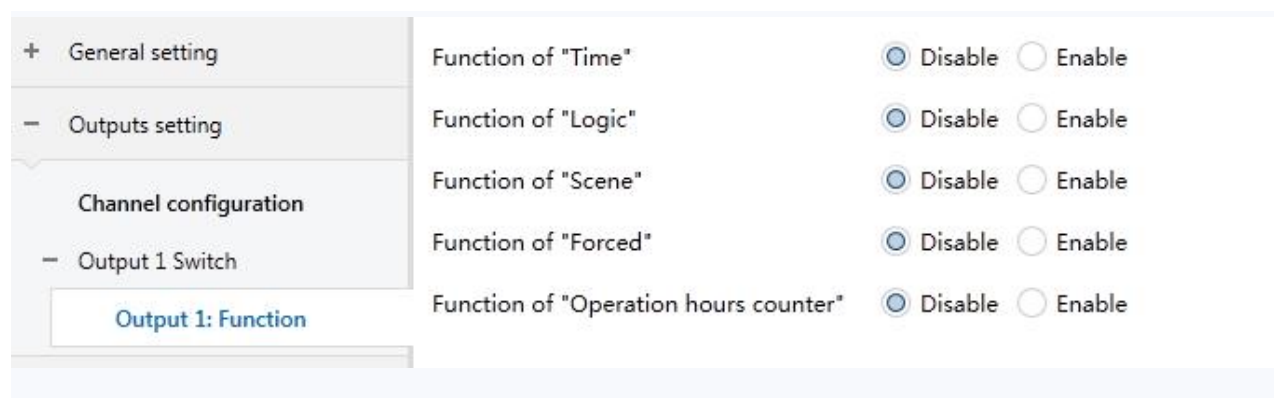 General setting
Outputs setting
Channel configuration
Output 1 Switch
Output 1: Function
Function of "Time" Disable Enable
Function of "Logic" Disable Enable
Function of "Scene" Disable Enable
Function of "Forced" Disable Enable
Function of "Operation hours counter" Disable Enable